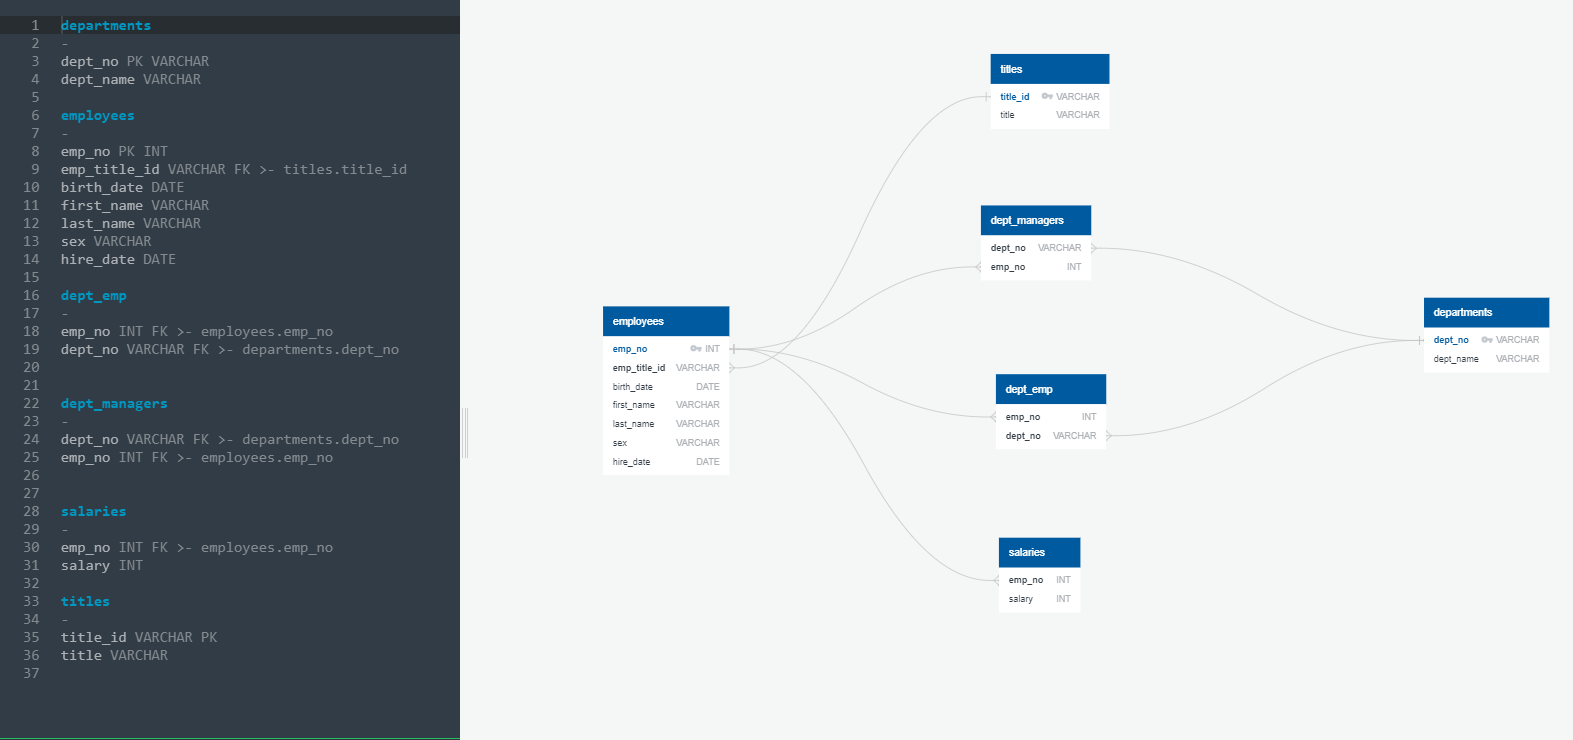 1 departments
2 -
3 dept_no PK VARCHAR
4 dept_name VARCHAR
5
6 employees
7 -
8 emp_no PK INT
9 emp_title_id VARCHAR FK >- titles.title_id
10 birth_date DATE
11 first_name VARCHAR
12 last_name VARCHAR
13 sex VARCHAR
14 hire_date DATE
15
16 dept_emp
17 -
18 emp_no INT FK >- employees.emp_no
19 dept_no VARCHAR FK >- departments.dept_no
20
21
22 dept_managers
23 -
24 dept_no VARCHAR FK >- departments.dept_no
25 emp_no INT FK >- employees.emp_no
26
27
28 salaries
29 -
30 emp_no INT FK >- employees.emp_no
31 salary INT
32
33 titles
34 -
35 title_id VARCHAR PK
36 title VARCHAR
37
titles
title_id VARCHAR
title VARCHAR
dept_managers
dept_no VARCHAR
emp_no INT
employees
emp_no INT
emp_title_id VARCHAR
birth_date DATE
first_name VARCHAR
last_name VARCHAR
sex VARCHAR
hire_date DATE
departments
dept_no VARCHAR
dept_name VARCHAR
dept_emp
emp_no INT
dept_no VARCHAR
salaries
emp_no INT
salary INT